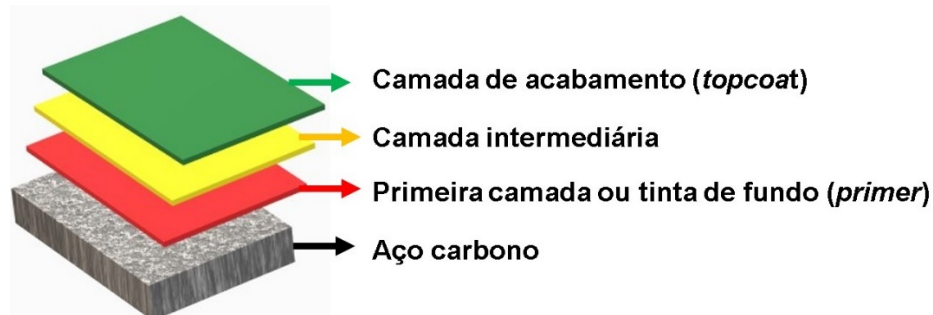 Camada de acabamento (topcoat)
Camada intermediária
Primeira camada ou tinta de fundo (primer)
Aço carbono